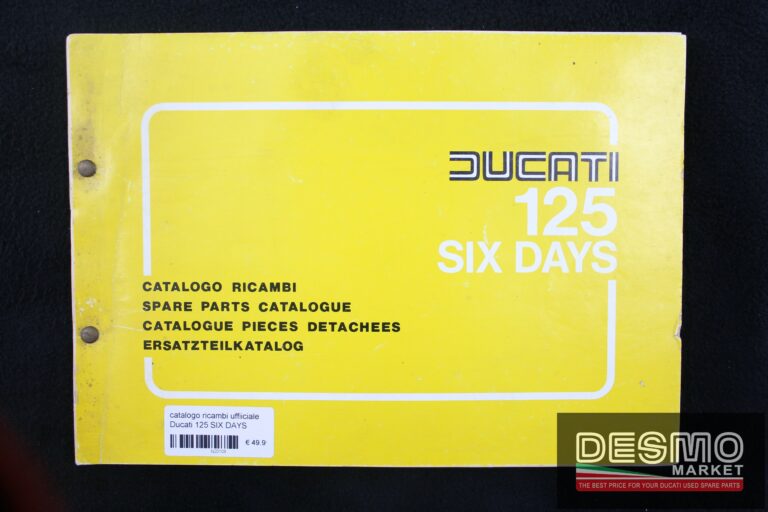 DUCATI
125
SIX DAYS
CATALOGO RICAMBI
SPARE PARTS CATALOGUE
CATALOGUE PIECES DETACHEES
ERSATZTEILKATALOG
catalogo ricambi uffiiciale
Ducati 125 SIX DAYS
€ 49.9
DESMO
MARKET
THE BEST PRICE FOR YOUR DUCATI USED SPARE PARTS